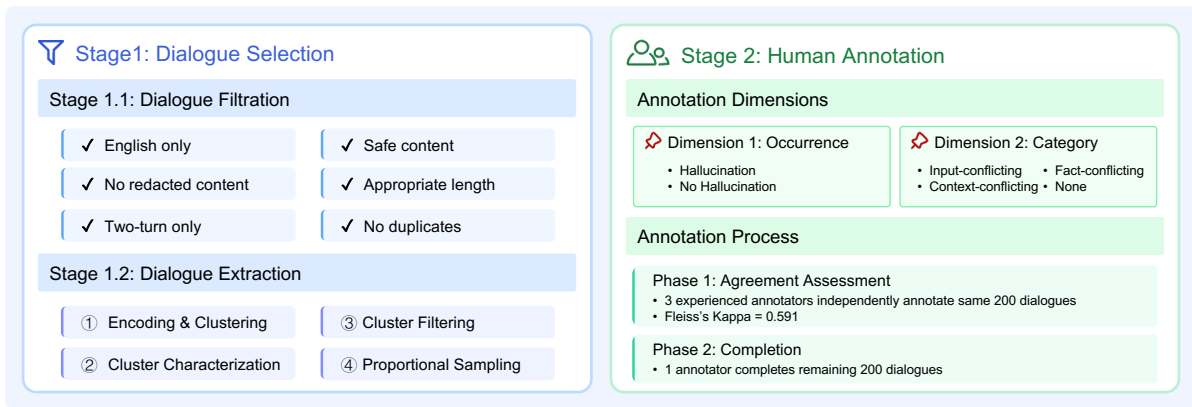 Stage1: Dialogue Selection
Stage 1.1: Dialogue Filtration
✓ English only
✓ Safe content
✓ No redacted content
✓ Appropriate length
✓ Two-turn only
✓ No duplicates
Stage 1.2: Dialogue Extraction
① Encoding & Clustering
③ Cluster Filtering
② Cluster Characterization
④ Proportional Sampling
Stage 2: Human Annotation
Annotation Dimensions
Dimension 1: Occurrence
• Hallucination
• No Hallucination
Dimension 2: Category
• Input-conflicting • Fact-conflicting
• Context-conflicting • None
Annotation Process
Phase 1: Agreement Assessment
• 3 experienced annotators independently annotate same 200 dialogues
• Fleiss's Kappa = 0.591
Phase 2: Completion
• 1 annotator completes remaining 200 dialogues